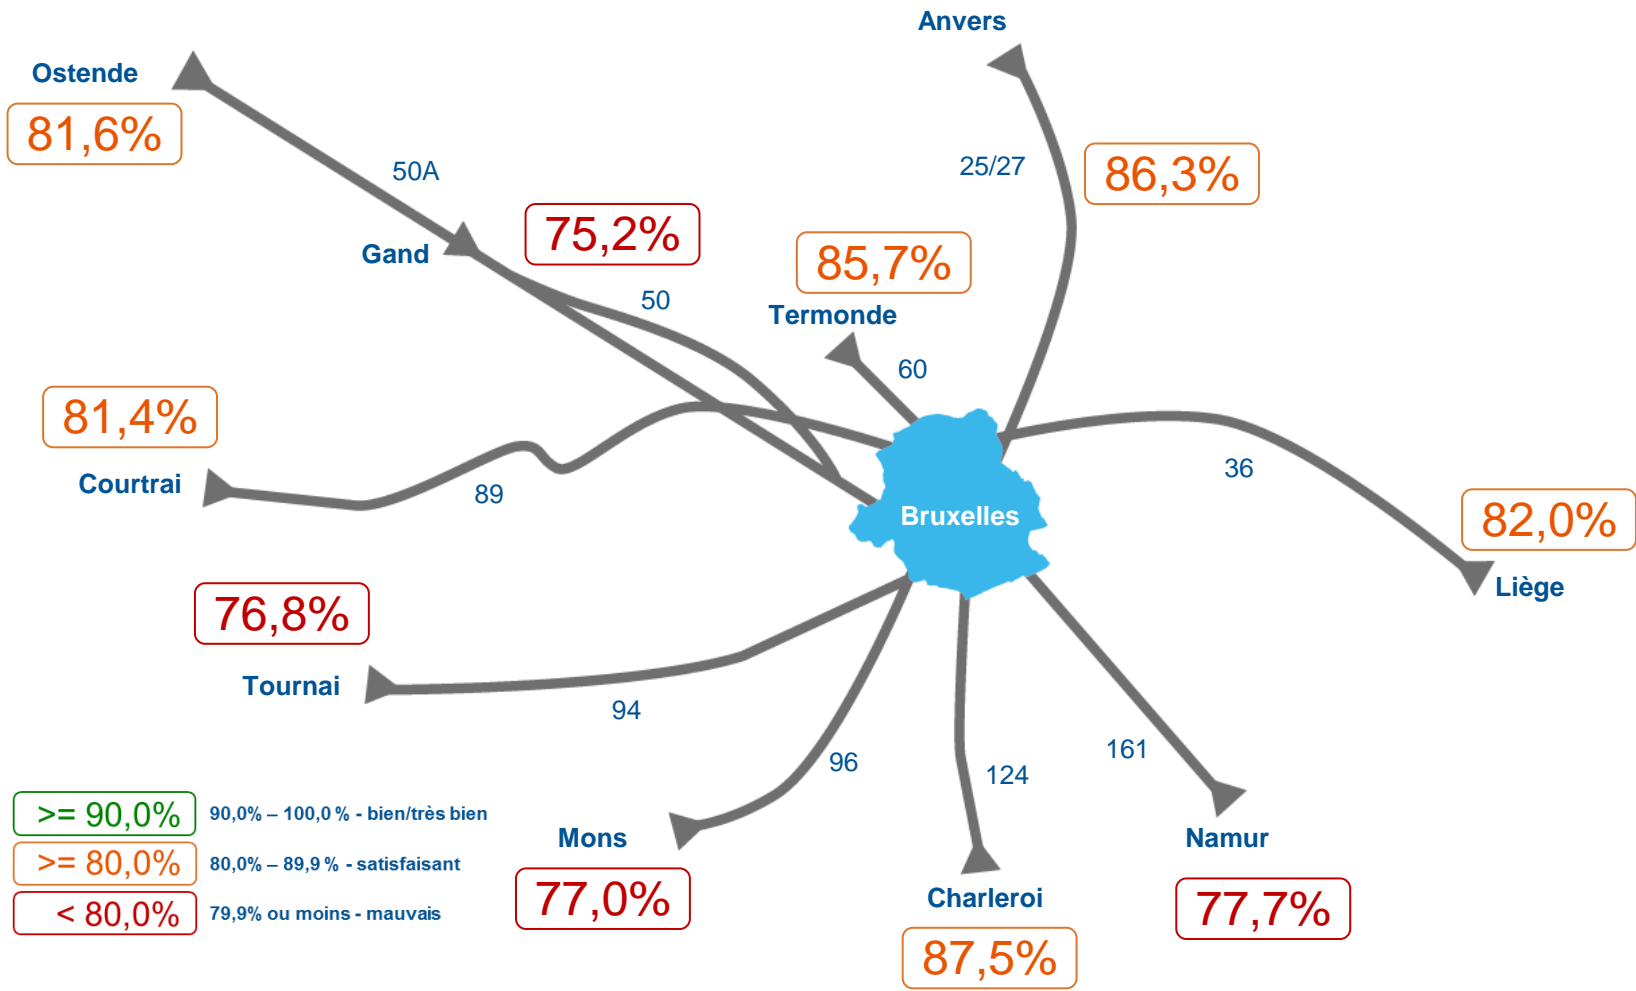 Anvers
Ostende
81,6%
50A
25/27
86,3%
75,2%
Gand
85,7%
50
Termonde
60
81,4%
36
Courtrai
89
82,0%
Bruxelles
Liège
76,8%
Tournai
94
96
124
161
>= 90,0% 90,0% – 100,0 % - bien/très bien
>= 80,0% 80,0% – 89,9 % - satisfaisant
< 80,0% 79,9% ou moins - mauvais
Mons
77,0%
Charleroi
87,5%
Namur
77,7%